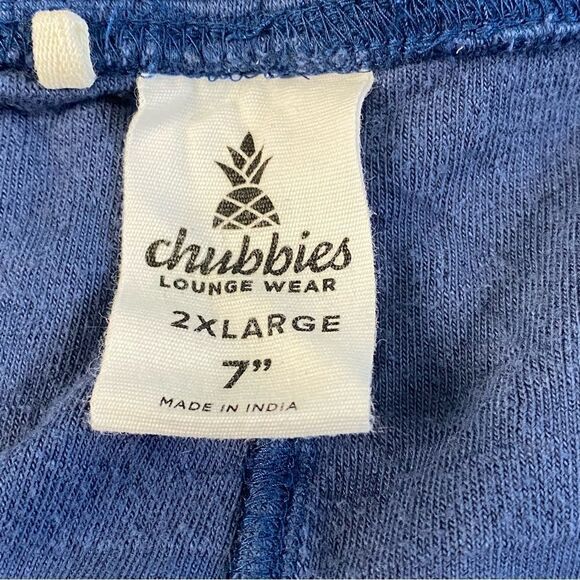 chubbies
LOUNGE WEAR
2XLARGE
7”
MADE IN INDIA